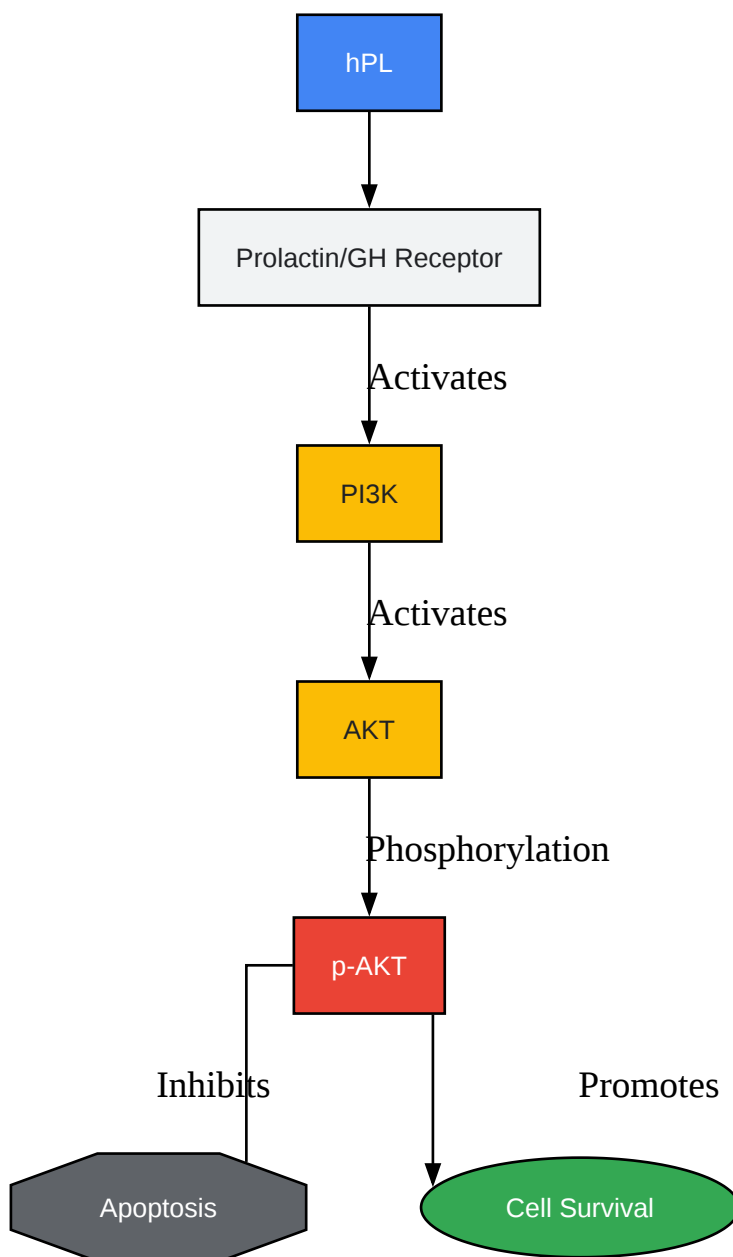 hPL
Prolactin/GH Receptor
Activates
PI3K
Activates
AKT
Phosphorylation
p-AKT
Inhibits
Promotes
Apoptosis
Cell Survival